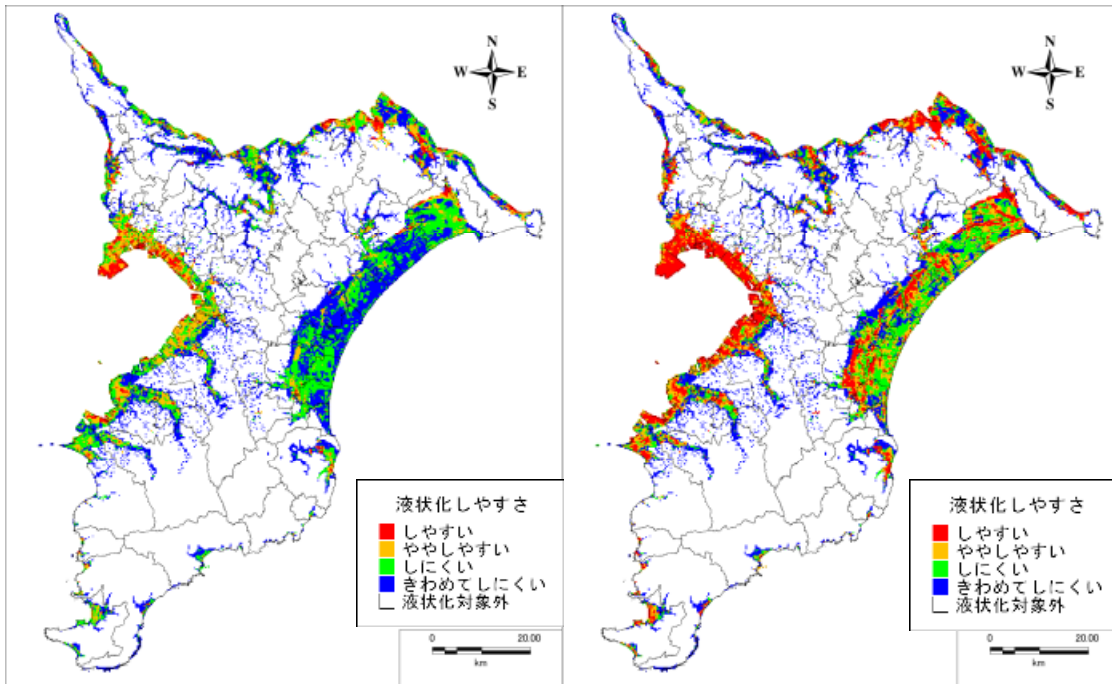 N
W E
S
液状化しやすさ
しやすい
ややしやすい
しにくい
きわめてしにくい
液状化対象外
0 20.00
km
N
W E
S
液状化しやすさ
しやすい
ややしやすい
しにくい
きわめてしにくい
液状化対象外
0 20.00
km